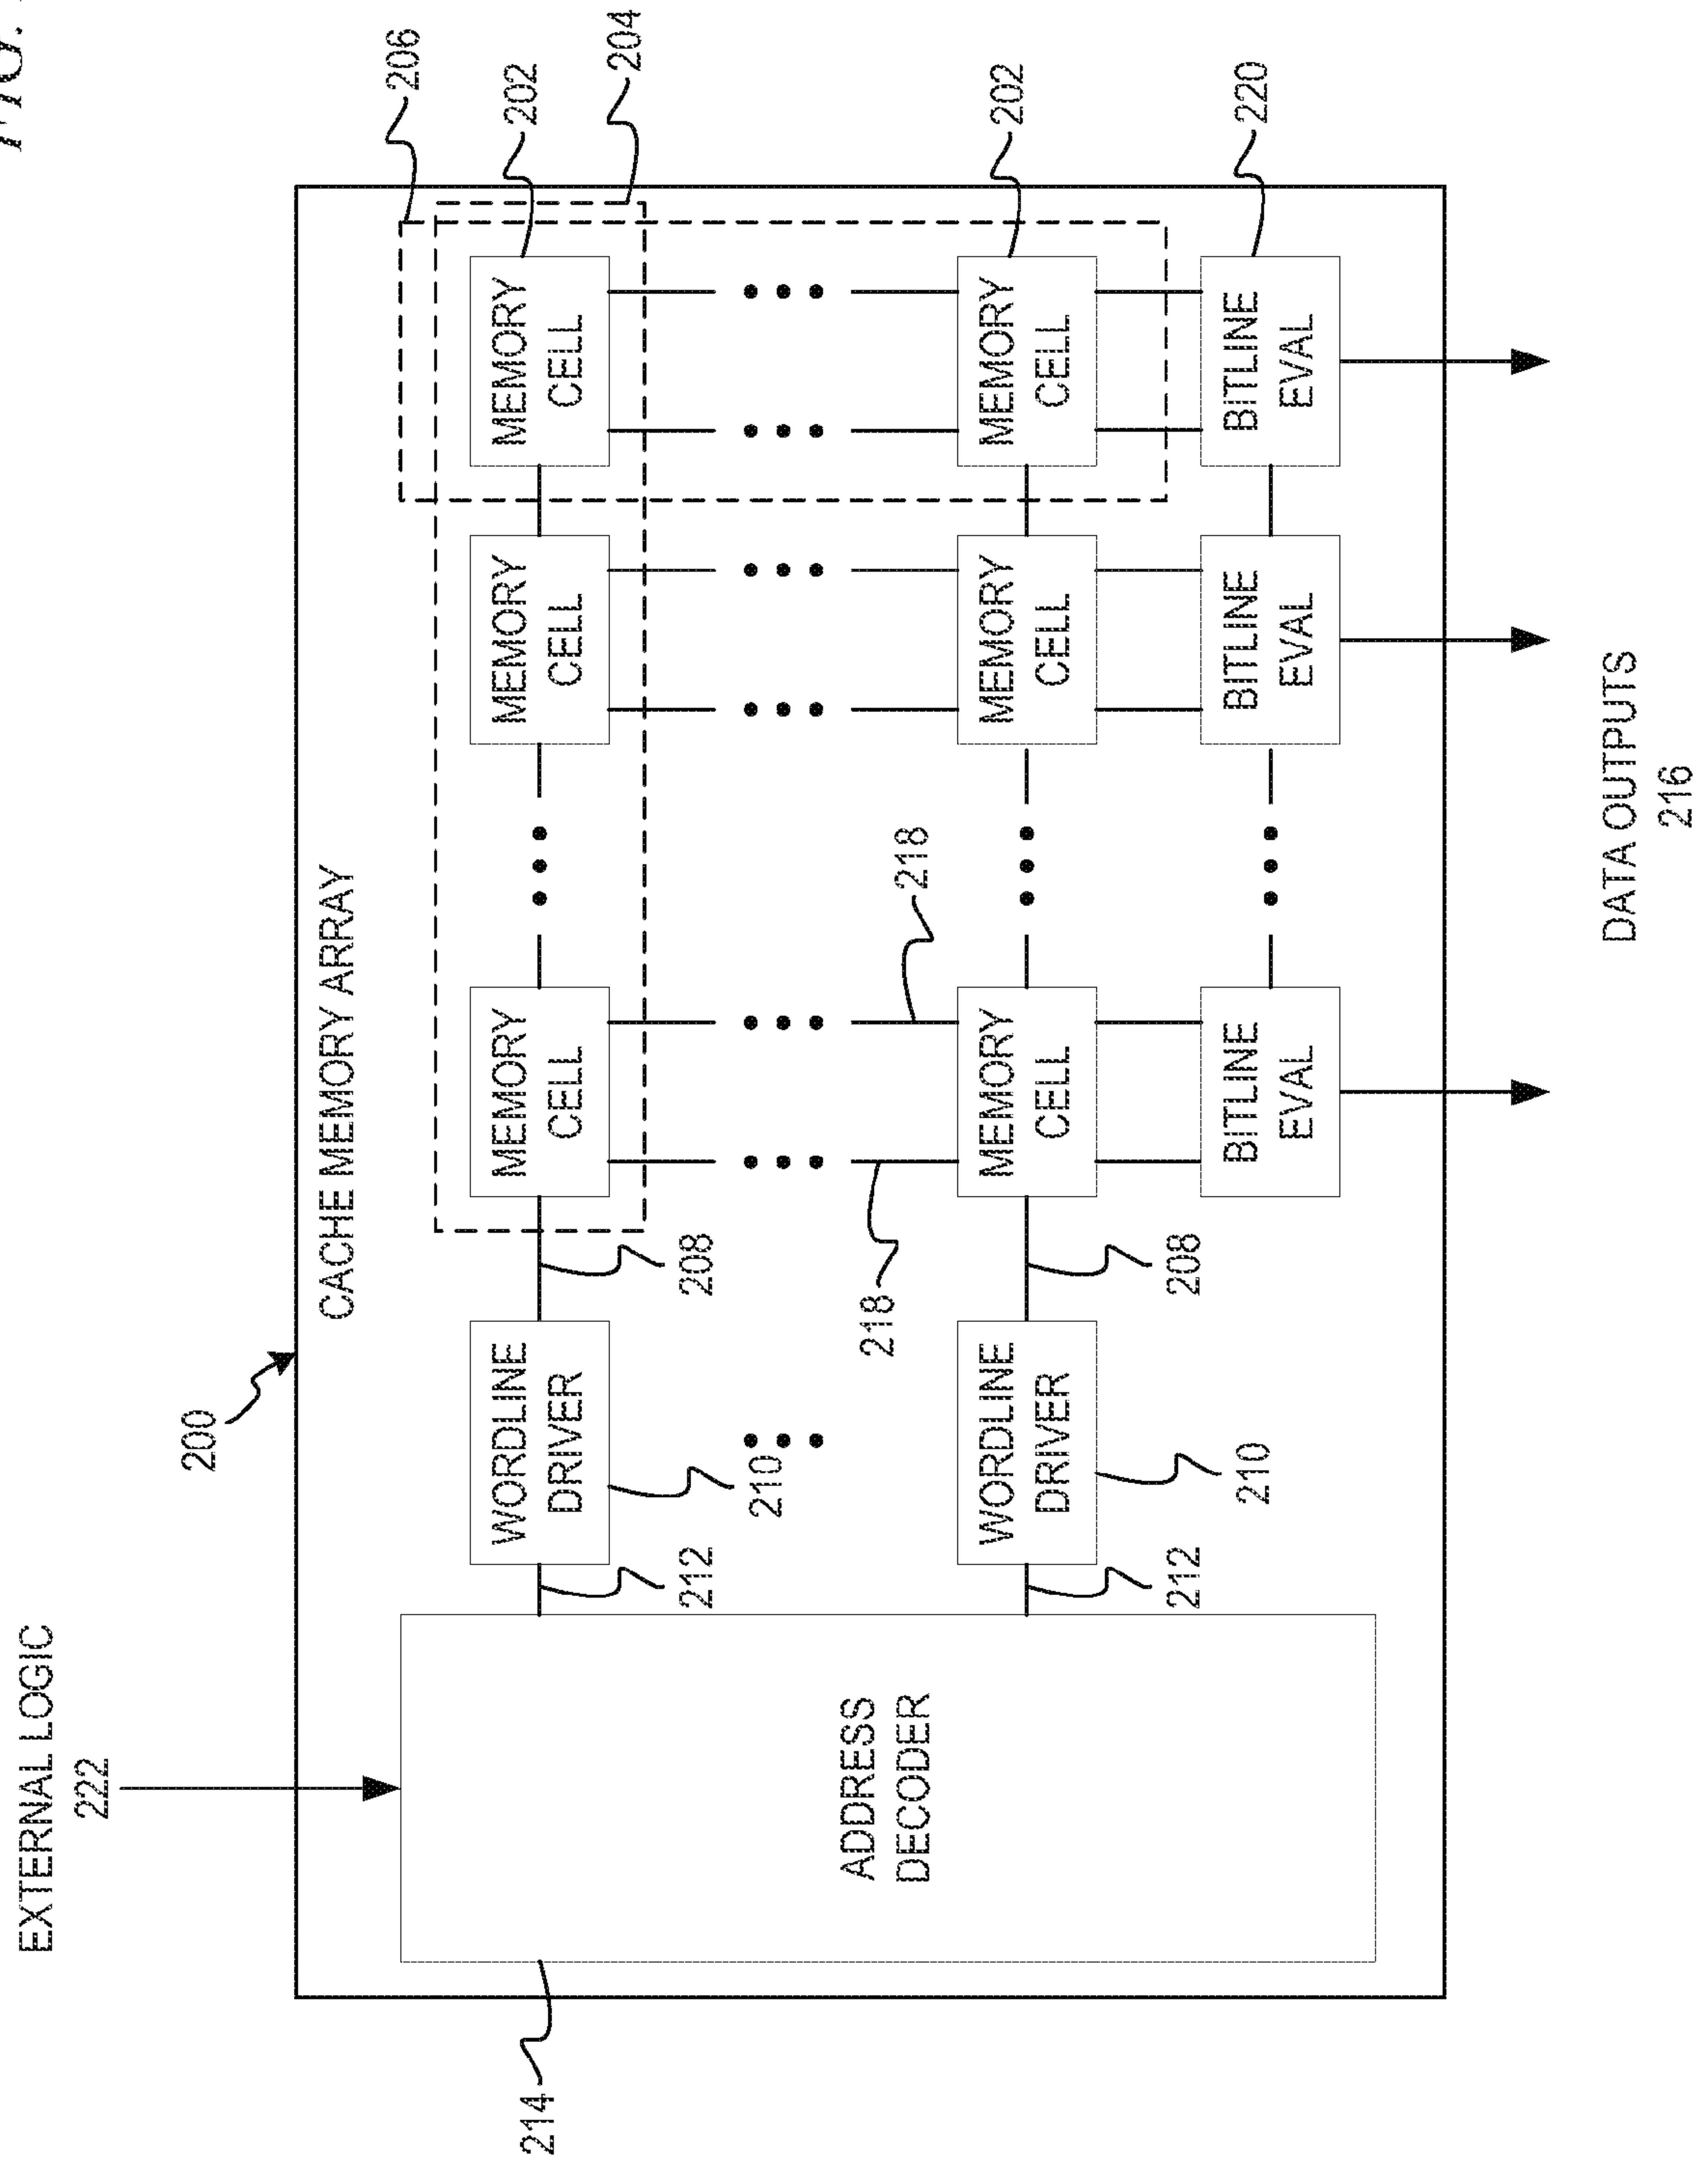 FIG.
EXTERNAL LOGIC
222
200
CACHE MEMORY ARRAY
206
214
WORDLINE
DRIVER
MEMORY
CELL
MEMORY
CELL
MEMORY
CELL
202
204
212
208
210
218
218
ADDRESS
DECODER
WORDLINE
DRIVER
MEMORY
CELL
MEMORY
CELL
MEMORY
CELL
202
212
208
210
BITLINE
EVAL
BITLINE
EVAL
BITLINE
EVAL
220
DATA OUTPUTS
216